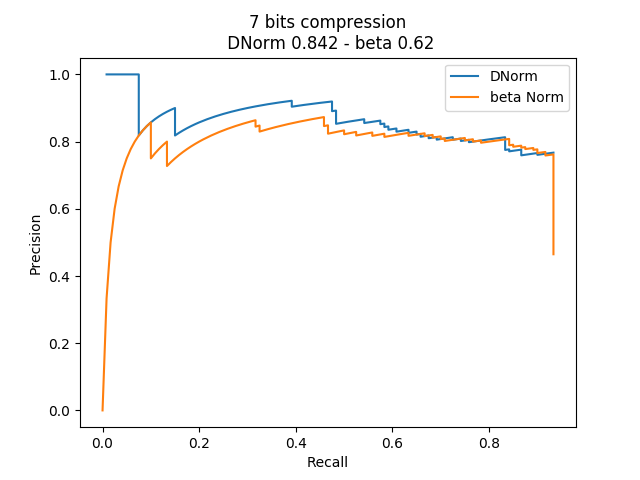 7 bits compression
DNorm 0.842 - beta 0.62
DNorm
beta Norm
1.0
0.8
0.6
0.4
0.2
0.0
Precision
0.0 0.2 0.4 0.6 0.8
Recall